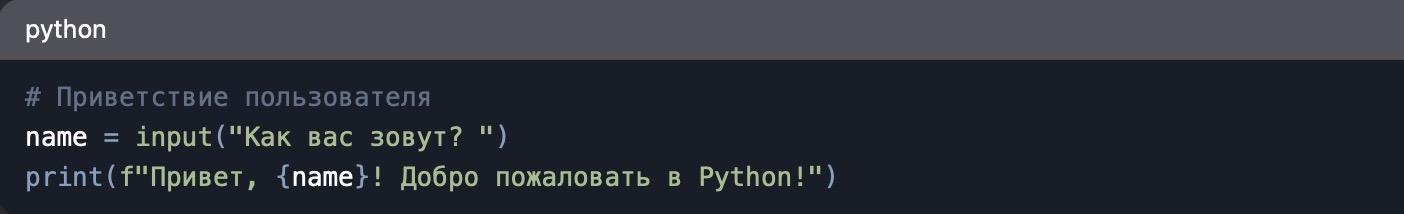 python
# Приветствие пользователя
name = input("Как вас зовут? ")
print(f"Привет, {name}! Добро пожаловать в Python!")